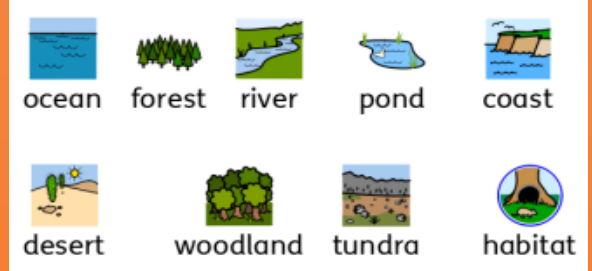 ocean forest river pond coast
desert woodland tundra habitat